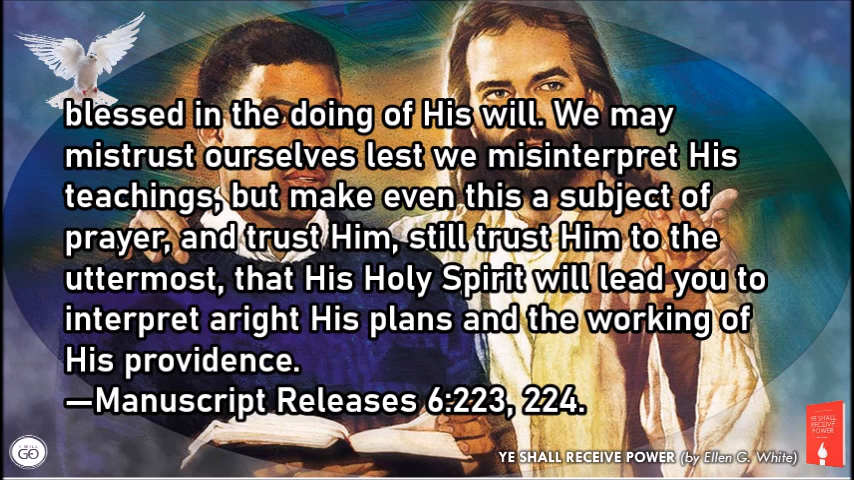 blessed in the doing of His will. We may
mistrust ourselves lest we misinterpret His
teachings, but make even this a subject of
prayer, and trust Him, still trust Him to the
uttermost, that His Holy Spirit will lead you to
interpret aright His plans and the working of
His providence.
—Manuscript Releases 6:223, 224.
I WILL
GO
YE SHALL RECEIVE POWER (by Ellen G. White)
YE SHALL
RECEIVE
POWER